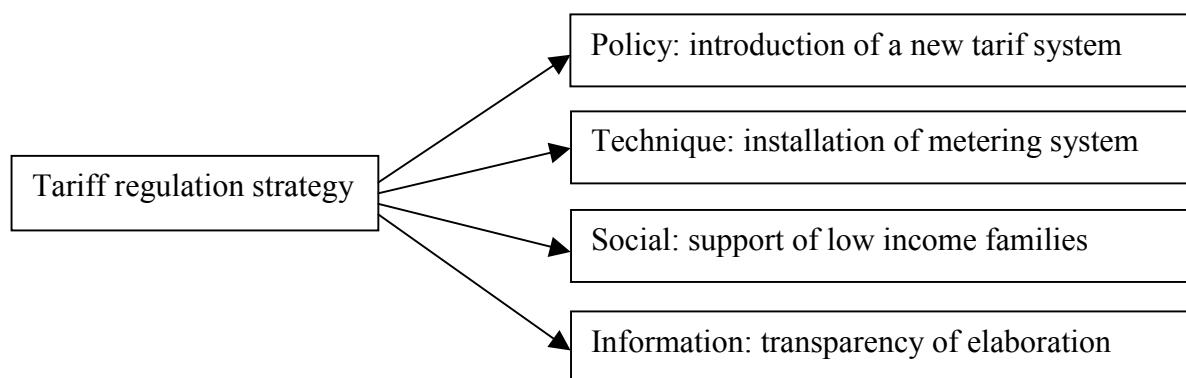 Policy: introduction of a new tarif system
Technique: installation of metering system
Tariff regulation strategy
Social: support of low income families
Information: transparency of elaboration